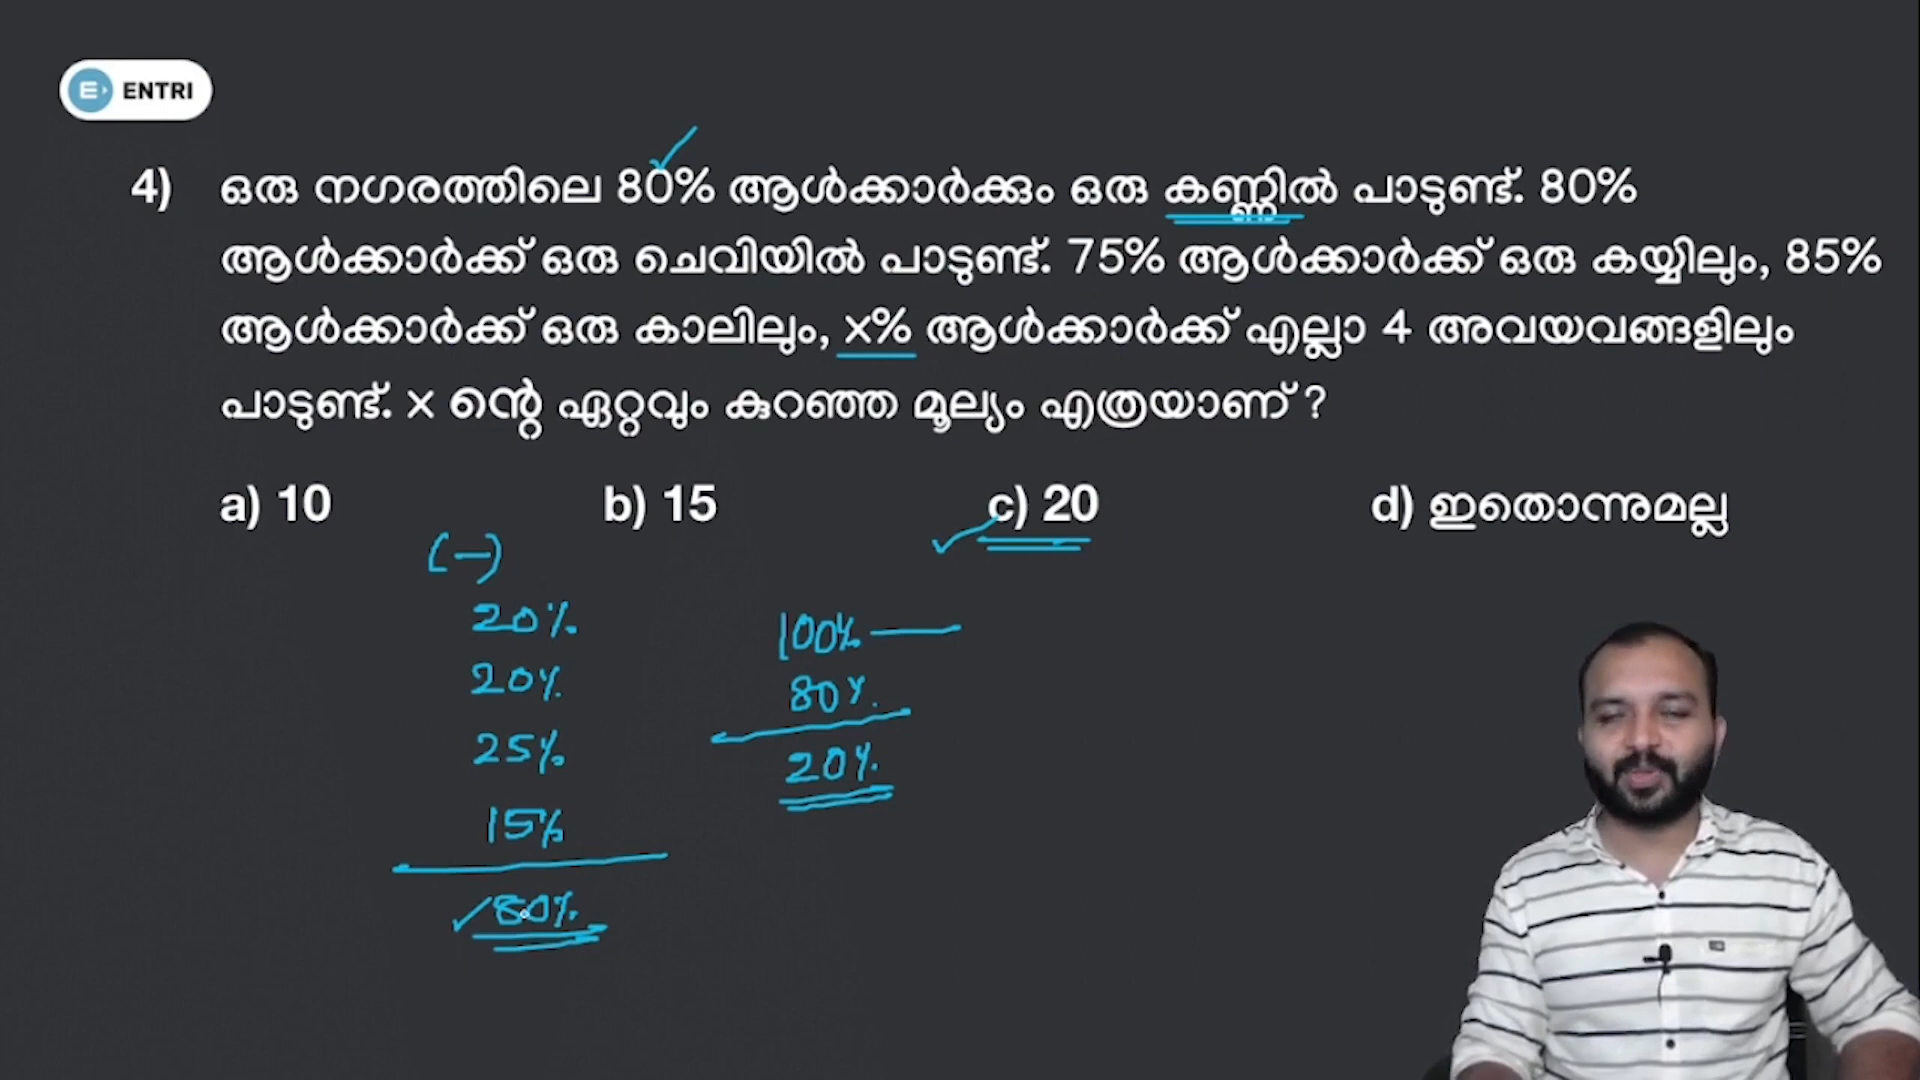 ENTRI
4) ഒരു നഗരത്തിലെ 80% ആൾക്കാർക്കും ഒരു കണ്ണിൽ പാടുണ്ട്. 80%
ആൾക്കാർക്ക് ഒരു ചെവിയിൽ പാടുണ്ട്. 75% ആൾക്കാർക്ക് ഒരു കയ്യിലും, 85%
ആൾക്കാർക്ക് ഒരു കാലിലും, x% ആൾക്കാർക്ക് എല്ലാ 4 അവയവങ്ങളിലും
പാടുണ്ട്. x ന്റെ ഏറ്റവും കുറഞ്ഞ മൂല്യം എത്രയാണ് ?
a) 10 b) 15 c) 20 d) ഇതൊന്നുമല്ല
(-)
20%
20%
25%
15%
80%
100%
80%
20%